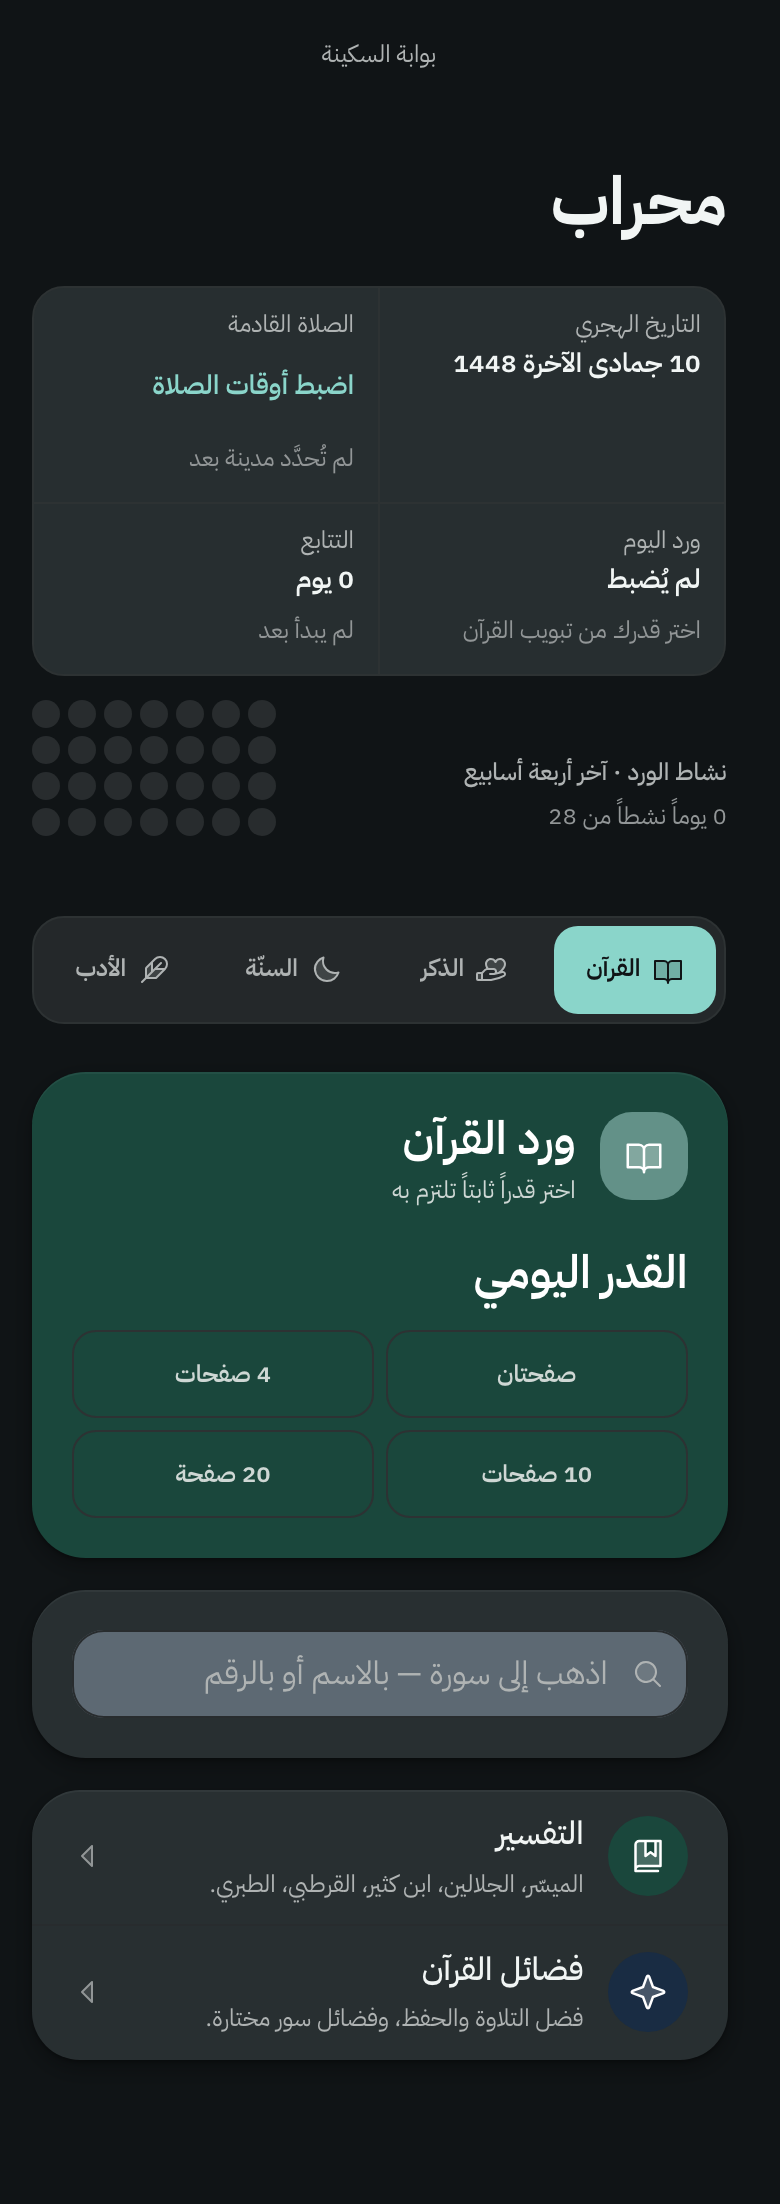 بوابة السكينة
محراب
التاريخ الهجري
10 جمادى الآخرة 1448
الصلاة القادمة
اضبط أوقات الصلاة
لم تُحدَّد مدينة بعد
ورد اليوم
لم يُضبط
اختر قدرك من تبويب القرآن
التتابع
0 يوم
لم يبدأ بعد
نشاط الورد · آخر أربعة أسابيع
0 يوماً نشطاً من 28
القرآن
الذكر
السنّة
الأدب
ورد القرآن
اختر قدراً ثابتاً تلتزم به
القدر اليومي
صفحتان
4 صفحات
10 صفحات
20 صفحة
اذهب إلى سورة — بالاسم أو بالرقم
التفسير
الميسّر، الجلالين، ابن كثير، القرطبي، الطبري.
فضائل القرآن
فضل التلاوة والحفظ، وفضائل سور مختارة.